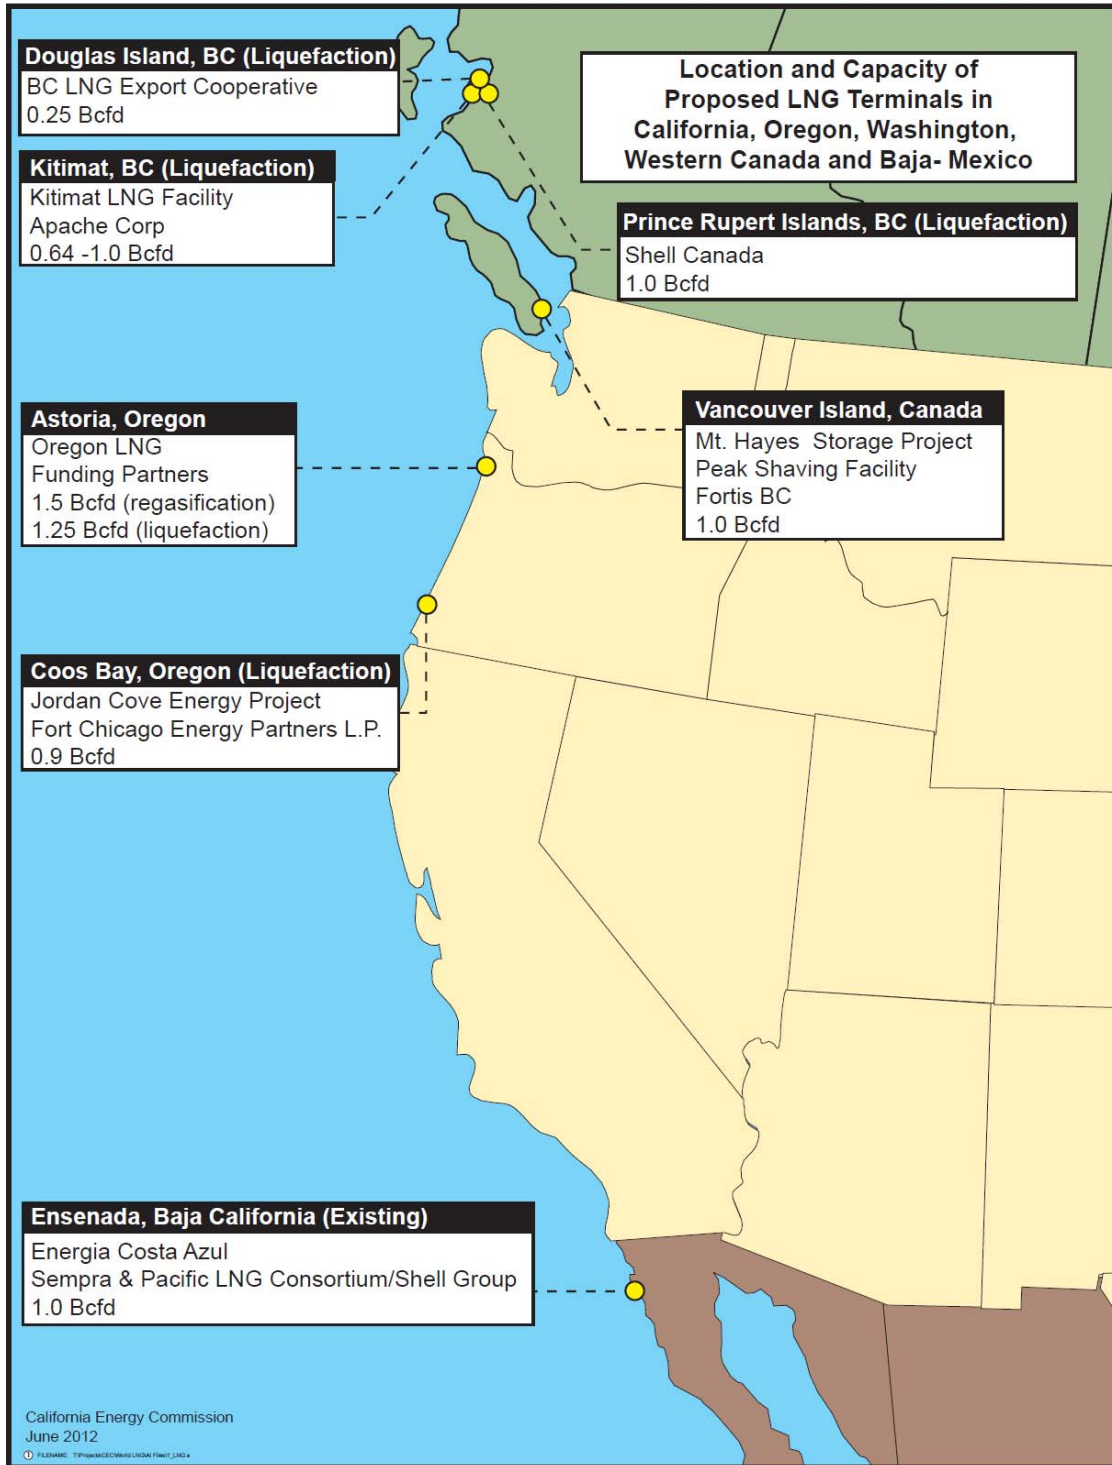 Location and Capacity of
Proposed LNG Terminals in
California, Oregon, Washington,
Western Canada and Baja- Mexico
Douglas Island, BC (Liquefaction)
BC LNG Export Cooperative
0.25 Bcfd
Kitimat, BC (Liquefaction)
Kitimat LNG Facility
Apache Corp
0.64 -1.0 Bcfd
Prince Rupert Islands, BC (Liquefaction)
Shell Canada
1.0 Bcfd
Astoria, Oregon
Oregon LNG
Funding Partners
1.5 Bcfd (regasification)
1.25 Bcfd (liquefaction)
Vancouver Island, Canada
Mt. Hayes Storage Project
Peak Shaving Facility
Fortis BC
1.0 Bcfd
Coos Bay, Oregon (Liquefaction)
Jordan Cove Energy Project
Fort Chicago Energy Partners L.P.
0.9 Bcfd
Ensenada, Baja California (Existing)
Energia Costa Azul
Sempra & Pacific LNG Consortium/Shell Group
1.0 Bcfd
California Energy Commission
June 2012
FILENAME: